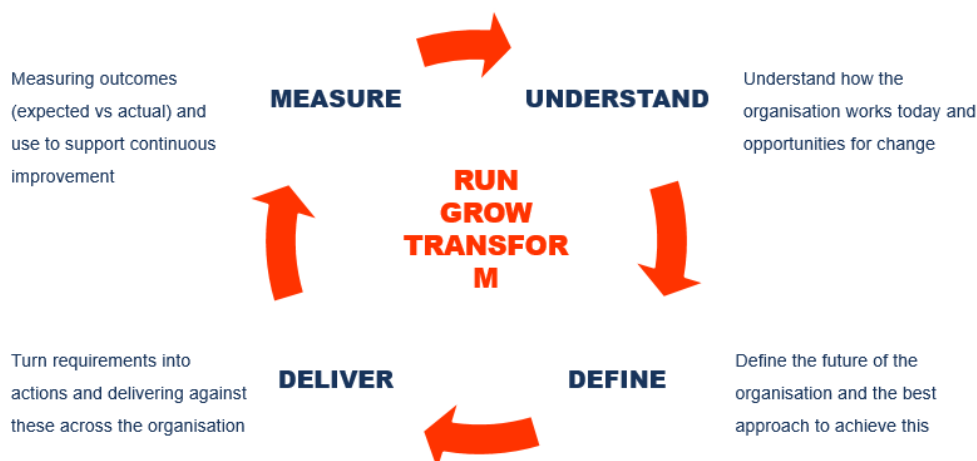 Measuring outcomes
(expected vs actual) and
use to support continuous
improvement
MEASURE
UNDERSTAND
Understand how the
organisation works today and
opportunities for change
RUN
GROW
TRANSFOR
M
Turn requirements into
actions and delivering against
these across the organisation
DELIVER
DEFINE
Define the future of the
organisation and the best
approach to achieve this